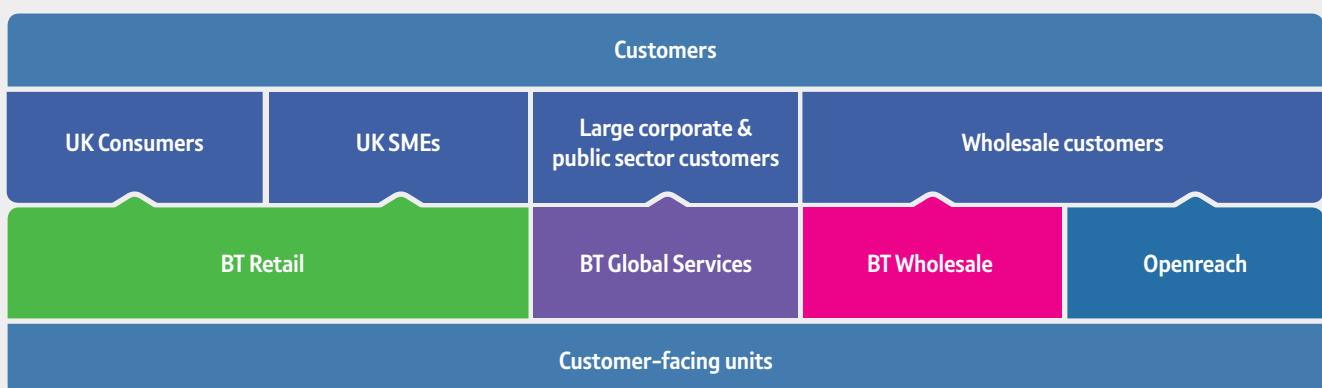 Customers
UK Consumers
UK SMEs
Large corporate &
public sector customers
Wholesale customers
BT Retail
BT Global Services
BT Wholesale
Openreach
Customer-facing units